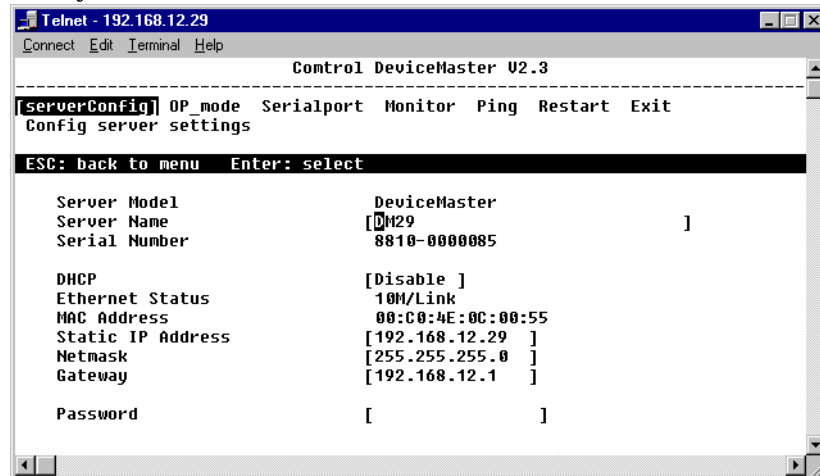 Telnet - 192.168.12.29
Connect Edit Terminal Help
Comtrol DeviceMaster V2.3
[serverConfig] OP_mode Serialport Monitor Ping Restart Exit
Config server settings
ESC: back to menu Enter: select
Server Model DeviceMaster
Server Name [DM29 ]
Serial Number 8810-0000085
DHCP [Disable ]
Ethernet Status 10M/Link
MAC Address 00:C0:4E:0C:00:55
Static IP Address [192.168.12.29 ]
Netmask [255.255.255.0 ]
Gateway [192.168.12.1 ]
Password [ ]